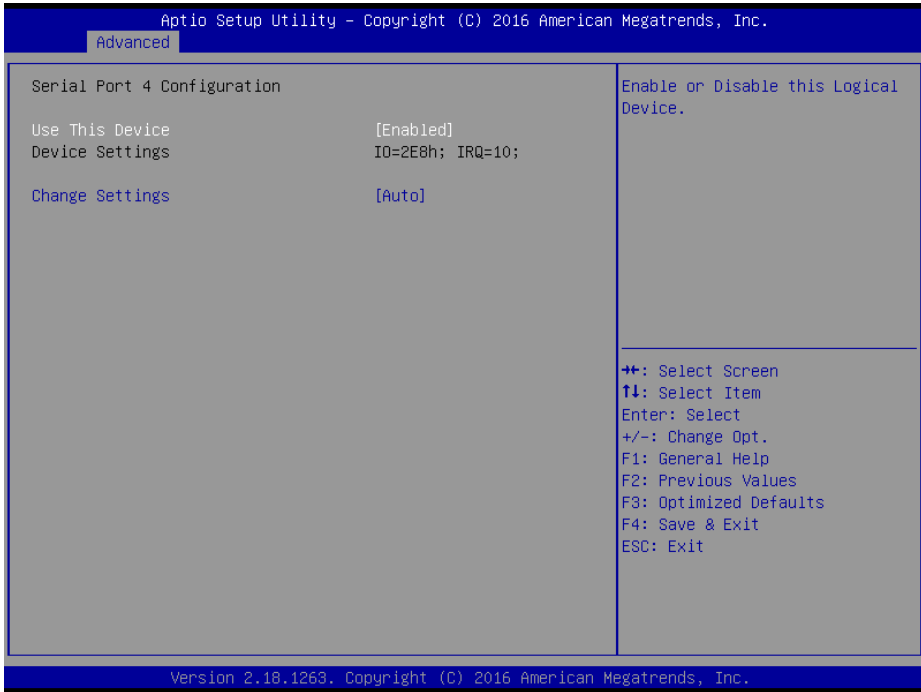 Aptio Setup Utility – Copyright (C) 2016 American Megatrends, Inc.
Advanced
Serial Port 4 Configuration
Use This Device [Enabled]
Device Settings IO=2E8h; IRQ=10;
Change Settings [Auto]
Enable or Disable this Logical
Device.
→←: Select Screen
↑↓: Select Item
Enter: Select
+/-: Change Opt.
F1: General Help
F2: Previous Values
F3: Optimized Defaults
F4: Save & Exit
ESC: Exit
Version 2.18.1263. Copyright (C) 2016 American Megatrends, Inc.